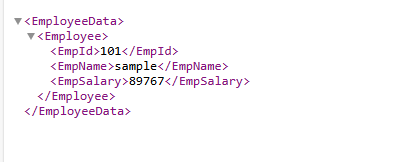 <EmployeeData>
<Employee>
<EmpId>101</EmpId>
<EmpName>sample</EmpName>
<EmpSalary>89767</EmpSalary>
</Employee>
</EmployeeData>